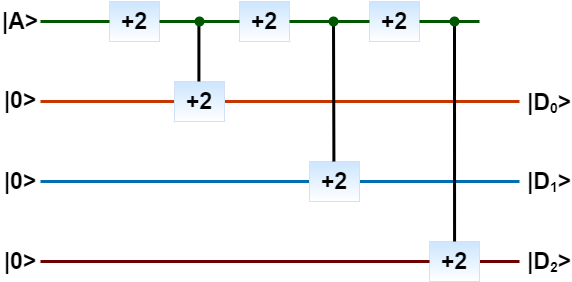 |A> +2 +2 +2
|0> +2 |D₀>
|0> +2 |D₁>
|0> +2 |D₂>